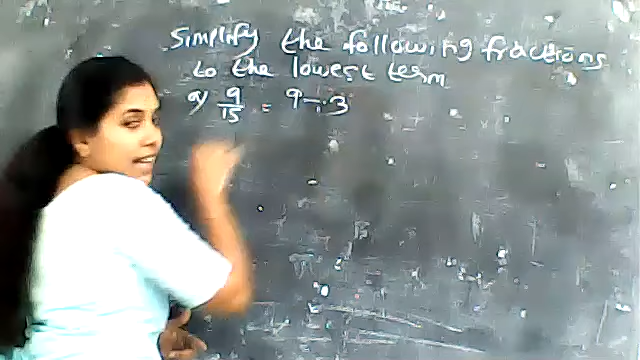 Simplify the following fractions
to the lowest term
a) 9/15 = 9÷3